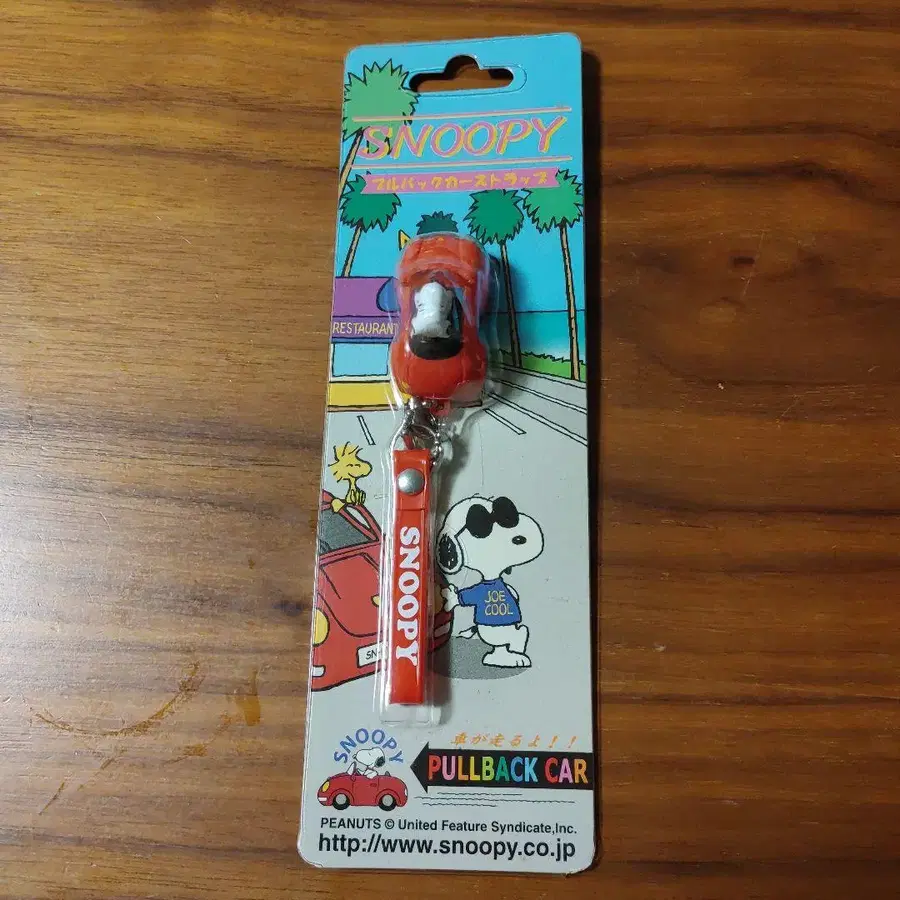 SNOOPY
プルバックカーストラップ
RESTAURANT
SNOOPY
JOE
COOL
SN
SNOOPY
車が走るよ!!
PULLBACK CAR
PEANUTS © United Feature Syndicate,Inc.
http://www.snoopy.co.jp